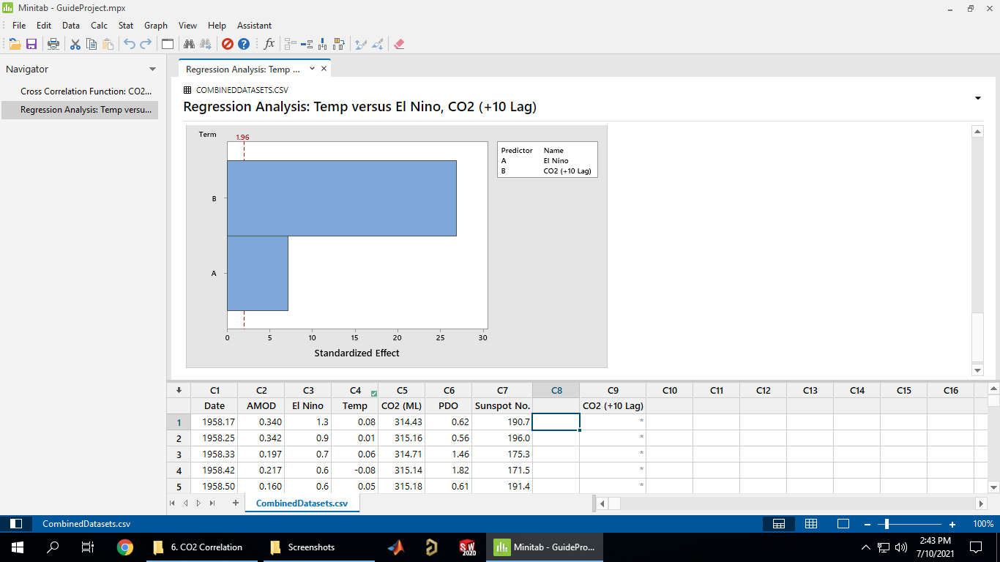 Minitab - GuideProject.mpx
File Edit Data Calc Stat Graph View Help Assistant
Navigator
Cross Correlation Function: CO2...
Regression Analysis: Temp versu...
Regression Analysis: Temp ...
COMBINEDDATASETS.CSV
Regression Analysis: Temp versus El Nino, CO2 (+10 Lag)
Term
1.96
B
A
0 5 10 15 20 25 30
Standardized Effect
Predictor Name
A El Nino
B CO2 (+10 Lag)
C1 C2 C3 C4 C5 C6 C7 C8 C9 C10 C11 C12 C13 C14 C15 C16
Date AMOD El Nino Temp CO2 (ML) PDO Sunspot No. CO2 (+10 Lag)
1 1958.17 0.340 1.3 0.08 314.43 0.62 190.7 *
2 1958.25 0.342 0.9 0.01 315.16 0.56 196.0 *
3 1958.33 0.197 0.7 0.06 314.71 1.46 175.3 *
4 1958.42 0.217 0.6 -0.08 315.14 1.82 171.5 *
5 1958.50 0.160 0.6 0.05 315.18 0.61 191.4 *
CombinedDatasets.csv
CombinedDatasets.csv
100%
6. CO2 Correlation
Screenshots
SW
2020
Minitab - GuidePro...
2:43 PM
7/10/2021